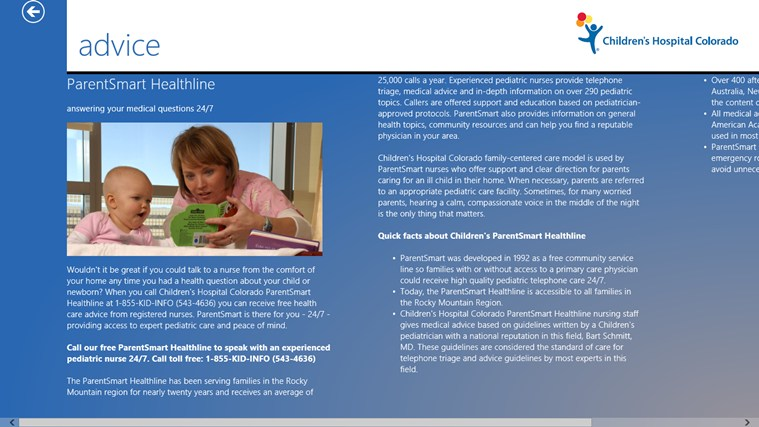 advice
Children's Hospital Colorado
ParentSmart Healthline
answering your medical questions 24/7
Wouldn't it be great if you could talk to a nurse from the comfort of
your home any time you had a health question about your child or
newborn? When you call Children's Hospital Colorado ParentSmart
Healthline at 1-855-KID-INFO (543-4636) you can receive free health
care advice from registered nurses. ParentSmart is there for you - 24/7 -
providing access to expert pediatric care and peace of mind.
Call our free ParentSmart Healthline to speak with an experienced
pediatric nurse 24/7. Call toll free: 1-855-KID-INFO (543-4636)
The ParentSmart Healthline has been serving families in the Rocky
Mountain region for nearly twenty years and receives an average of
25,000 calls a year. Experienced pediatric nurses provide telephone
triage, medical advice and in-depth information on over 290 pediatric
topics. Callers are offered support and education based on pediatrician-
approved protocols. ParentSmart also provides information on general
health topics, community resources and can help you find a reputable
physician in your area.
Children's Hospital Colorado family-centered care model is used by
ParentSmart nurses who offer support and clear direction for parents
caring for an ill child in their home. When necessary, parents are referred
to an appropriate pediatric care facility. Sometimes, for many worried
parents, hearing a calm, compassionate voice in the middle of the night
is the only thing that matters.
Quick facts about Children's ParentSmart Healthline
• ParentSmart was developed in 1992 as a free community service
line so families with or without access to a primary care physician
could receive high quality pediatric telephone care 24/7.
• Today, the ParentSmart Healthline is accessible to all families in
the Rocky Mountain Region.
• Children's Hospital Colorado ParentSmart Healthline nursing staff
gives medical advice based on guidelines written by a Children's
pediatrician with a national reputation in this field, Bart Schmitt,
MD. These guidelines are considered the standard of care for
telephone triage and advice guidelines by most experts in this
field.
• Over 400 afte
Australia, Ne
the content o
• All medical a
American Aca
used in most
• ParentSmart
emergency ro
avoid unnece